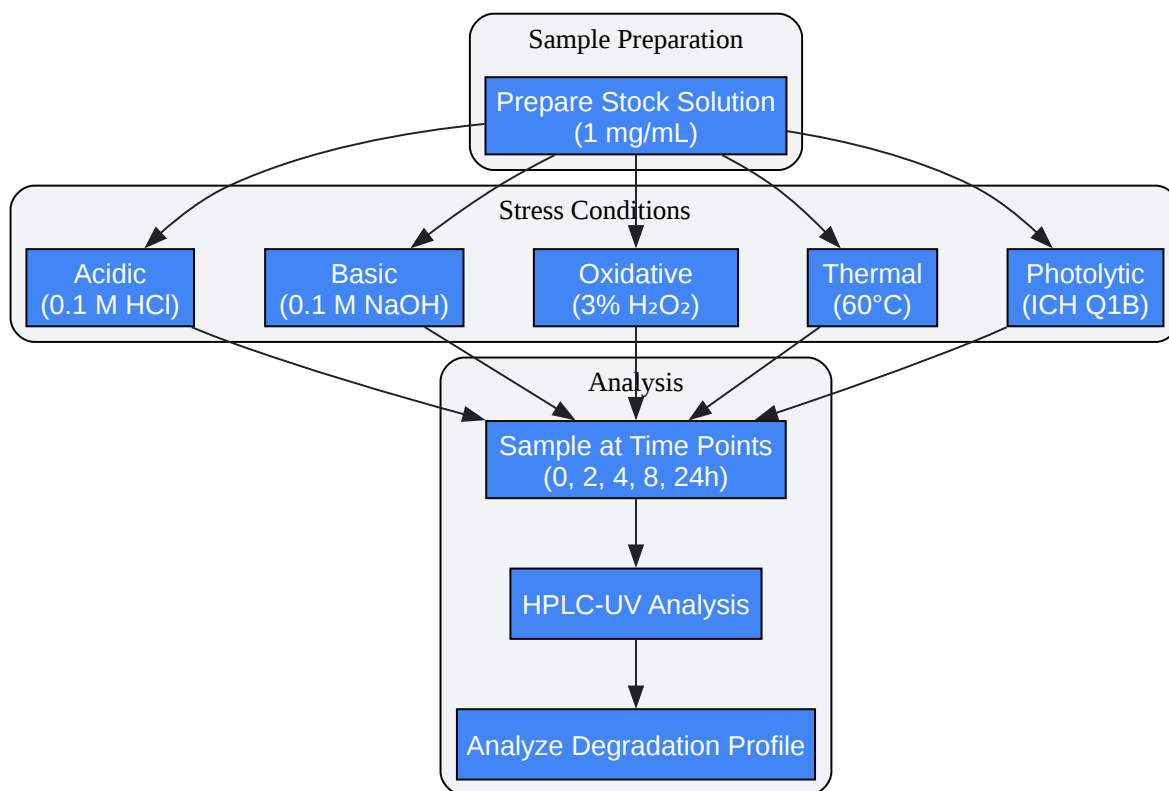 Sample Preparation
Prepare Stock Solution
(1 mg/mL)
Stress Conditions
Acidic
(0.1 M HCl)
Basic
(0.1 M NaOH)
Oxidative
(3% H₂O₂)
Thermal
(60°C)
Photolytic
(ICH Q1B)
Analysis
Sample at Time Points
(0, 2, 4, 8, 24h)
HPLC-UV Analysis
Analyze Degradation Profile